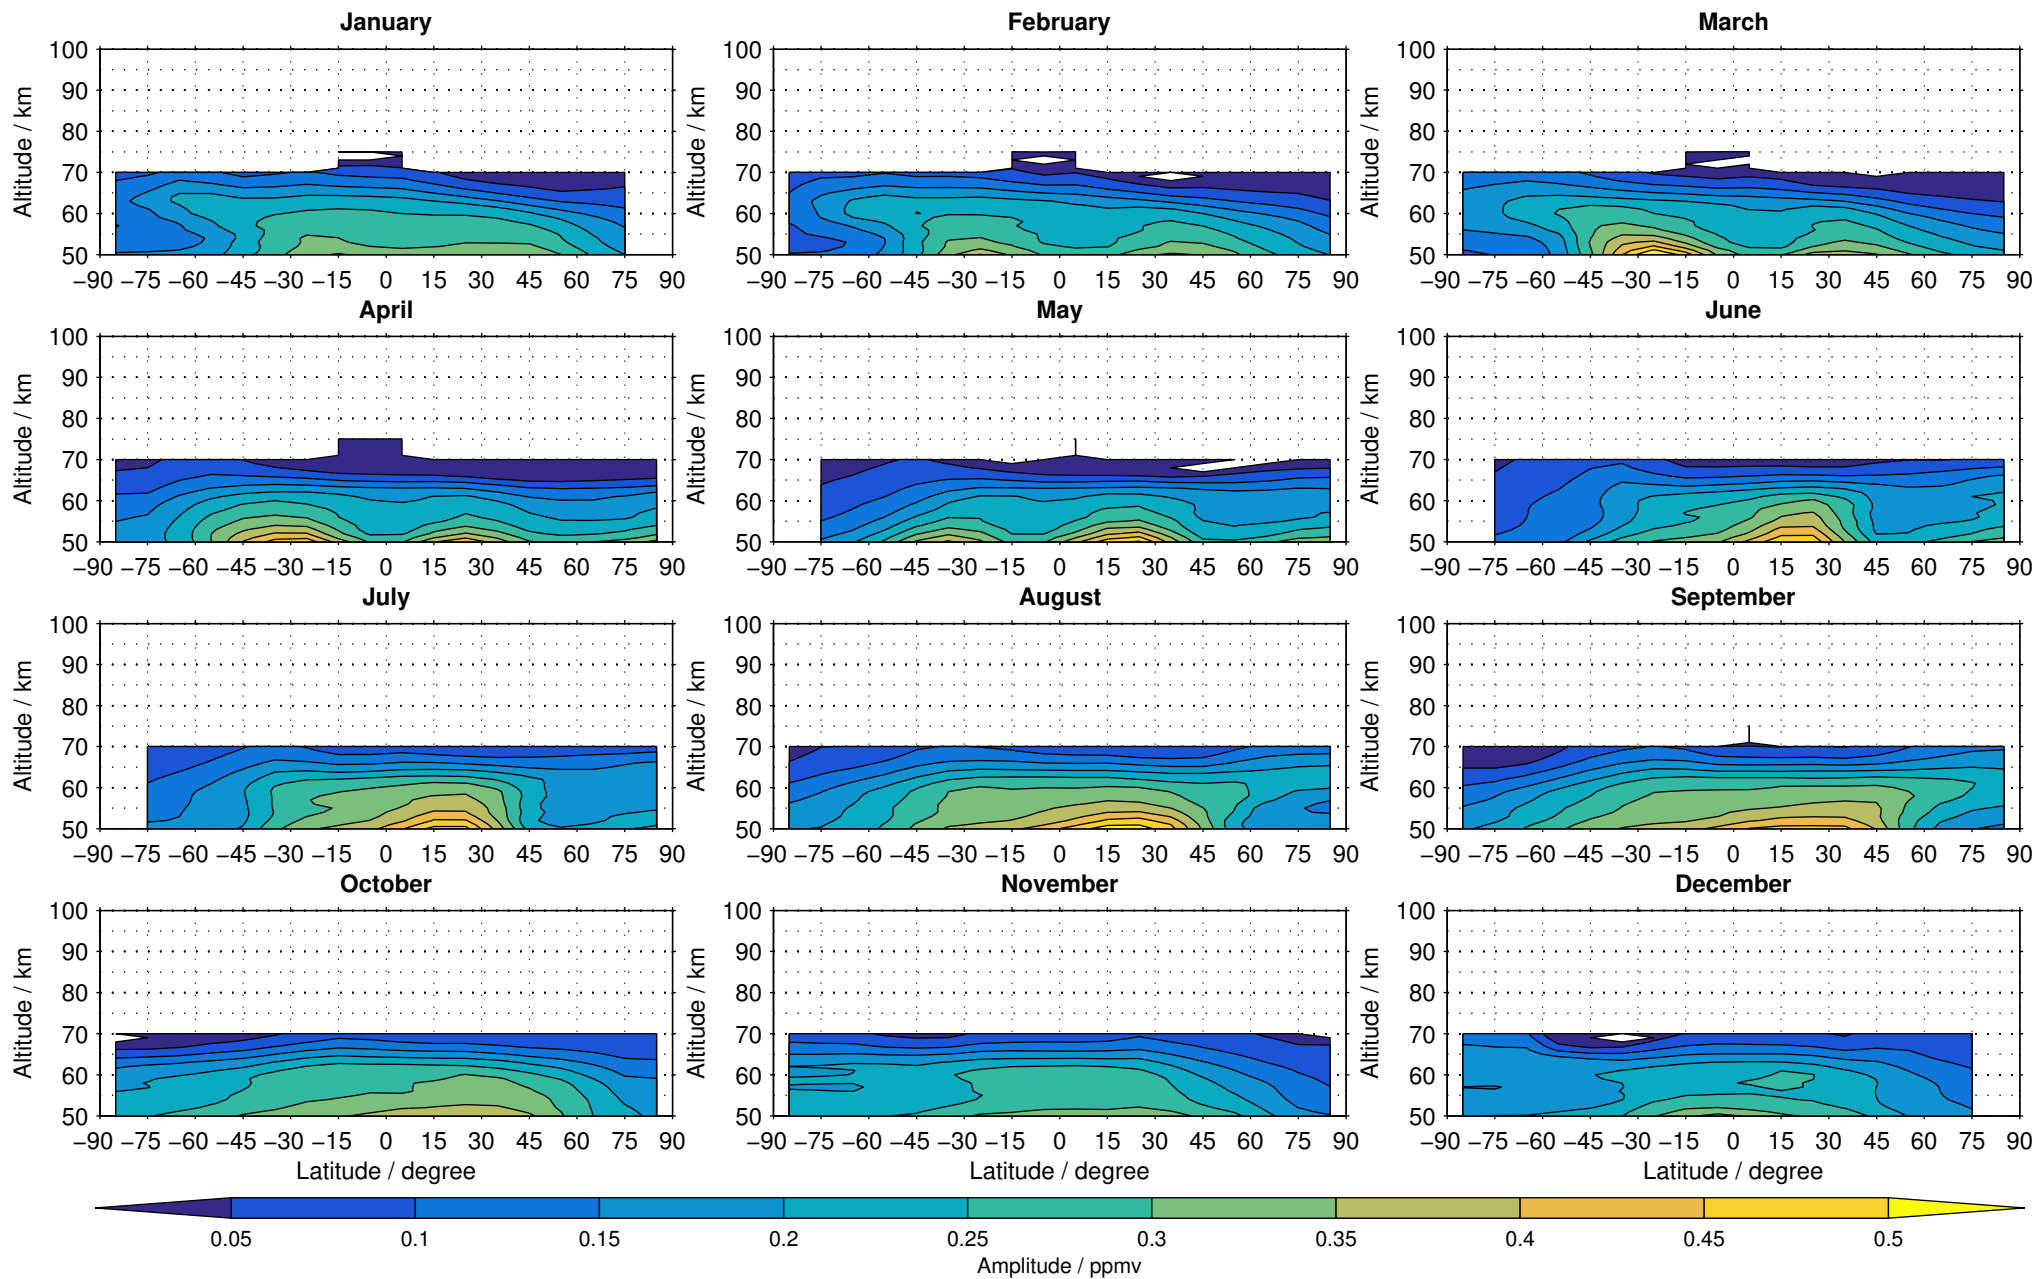 January February March
100 100 100
90 90 90
80 80 80
70 70 70
60 60 60
50 50 50
Altitude / km Altitude / km Altitude / km
−90 −75 −60 −45 −30 −15 0 15 30 45 60 75 90 −90 −75 −60 −45 −30 −15 0 15 30 45 60 75 90 −90 −75 −60 −45 −30 −15 0 15 30 45 60 75 90
April May June
100 100 100
90 90 90
80 80 80
70 70 70
60 60 60
50 50 50
Altitude / km Altitude / km Altitude / km
−90 −75 −60 −45 −30 −15 0 15 30 45 60 75 90 −90 −75 −60 −45 −30 −15 0 15 30 45 60 75 90 −90 −75 −60 −45 −30 −15 0 15 30 45 60 75 90
July August September
100 100 100
90 90 90
80 80 80
70 70 70
60 60 60
50 50 50
Altitude / km Altitude / km Altitude / km
−90 −75 −60 −45 −30 −15 0 15 30 45 60 75 90 −90 −75 −60 −45 −30 −15 0 15 30 45 60 75 90 −90 −75 −60 −45 −30 −15 0 15 30 45 60 75 90
October November December
100 100 100
90 90 90
80 80 80
70 70 70
60 60 60
50 50 50
Altitude / km Altitude / km Altitude / km
−90 −75 −60 −45 −30 −15 0 15 30 45 60 75 90 −90 −75 −60 −45 −30 −15 0 15 30 45 60 75 90 −90 −75 −60 −45 −30 −15 0 15 30 45 60 75 90
Latitude / degree Latitude / degree Latitude / degree
0.05 0.1 0.15 0.2 0.25 0.3 0.35 0.4 0.45 0.5
Amplitude / ppmv